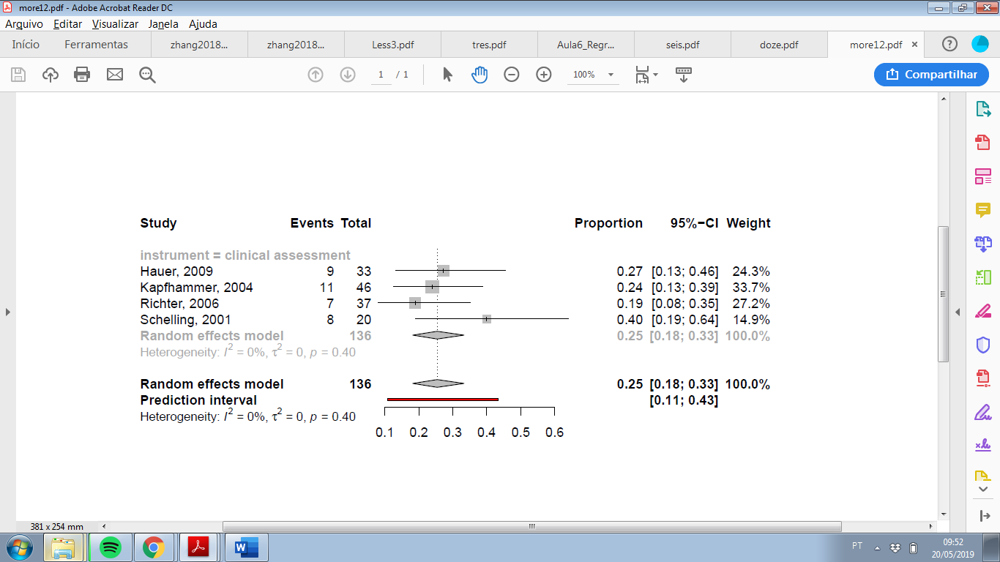 more12.pdf - Adobe Acrobat Reader DC
Arquivo Editar Visualizar Janela Ajuda
Início Ferramentas zhang2018... zhang2018... Less3.pdf tres.pdf Aula6_Regr... seis.pdf doze.pdf more12.pdf
1 / 1 100% Compartilhar
Study Events Total Proportion 95%−CI Weight
instrument = clinical assessment
Hauer, 2009 9 33 0.27 [0.13; 0.46] 24.3%
Kapfhammer, 2004 11 46 0.24 [0.13; 0.39] 33.7%
Richter, 2006 7 37 0.19 [0.08; 0.35] 27.2%
Schelling, 2001 8 20 0.40 [0.19; 0.64] 14.9%
Random effects model 136 0.25 [0.18; 0.33] 100.0%
Heterogeneity: I² = 0%, τ² = 0, p = 0.40
Random effects model 136 0.25 [0.18; 0.33] 100.0%
Prediction interval [0.11; 0.43]
Heterogeneity: I² = 0%, τ² = 0, p = 0.40
0.1 0.2 0.3 0.4 0.5 0.6
381 x 254 mm
PT 09:52
20/05/2019